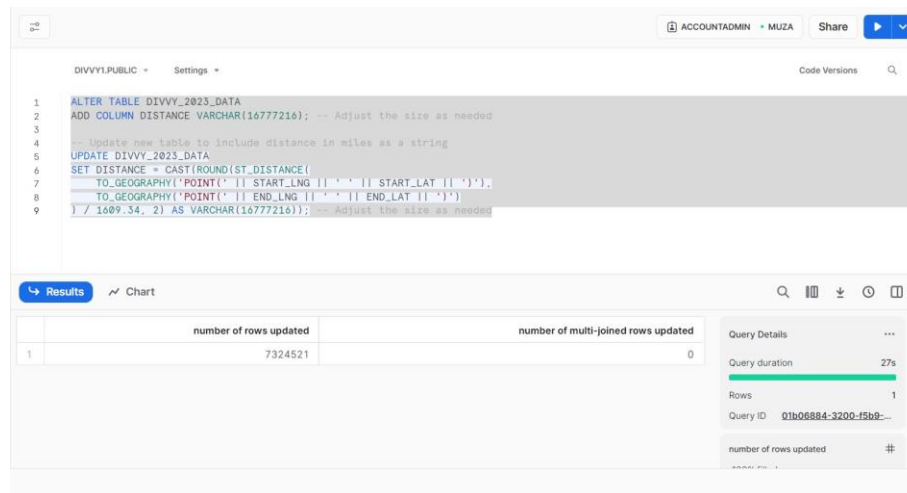 ACCOUNTADMIN • MUZA Share
DIVVY1.PUBLIC Settings Code Versions
1 ALTER TABLE DIVVY_2023_DATA
2 ADD COLUMN DISTANCE VARCHAR(16777216); -- Adjust the size as needed
3
4 -- Update new table to include distance in miles as a string
5 UPDATE DIVVY_2023_DATA
6 SET DISTANCE = CAST(ROUND(ST_DISTANCE(
7 TO_GEOGRAPHY('POINT(' || START_LNG || ' ' || START_LAT || ')'),
8 TO_GEOGRAPHY('POINT(' || END_LNG || ' ' || END_LAT || ')')
9 ) / 1609.34, 2) AS VARCHAR(16777216)); -- Adjust the size as needed
Results Chart
number of rows updated number of multi-joined rows updated
1 7324521 0
Query Details ...
Query duration 27s
Rows 1
Query ID 01b06884-3200-f5b9-...
number of rows updated #